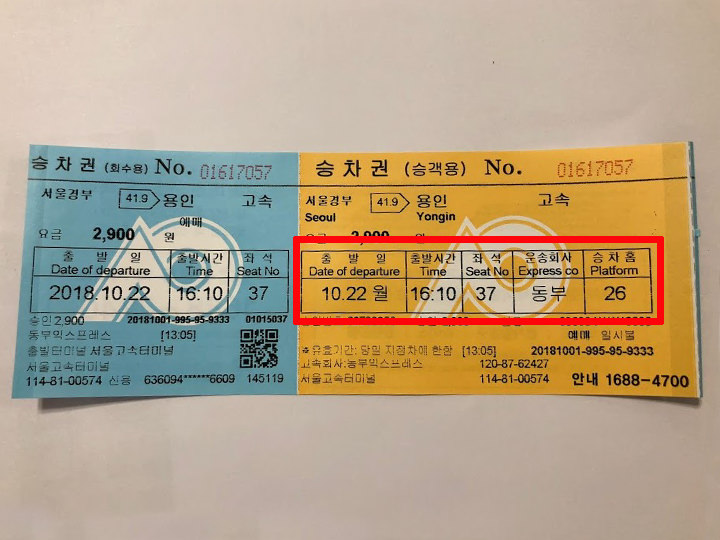 승 차 권 (회수용) No. 01617057
서울경부 41.9 용인 고속
예매
요금 2,900 원
출 발 일 출발시간 좌 석
Date of departure Time Seat No
2018.10.22 16:10 37
승인2,900 20181001-995-95-9333 01015037
동부익스프레스 [13:05]
출발터미널 서울고속터미널
서울고속터미널
114-81-00574 신용 636094******6609 145119
승 차 권 (승객용) No. 01617057
서울경부 41.9 용인 고속
Seoul Yongin
요금 2,900 원
출 발 일 출발시간 좌 석 운송회사 승 차 홈
Date of departure Time Seat No Express co Platform
10.22 월 16:10 37 동부 26
예매 일시불
유효기간: 당일 지정차에 한함 [13:05] 20181001-995-95-9333
고속회사:동부익스프레스 120-87-62427
서울고속터미널 114-81-00574 안내 1688-4700